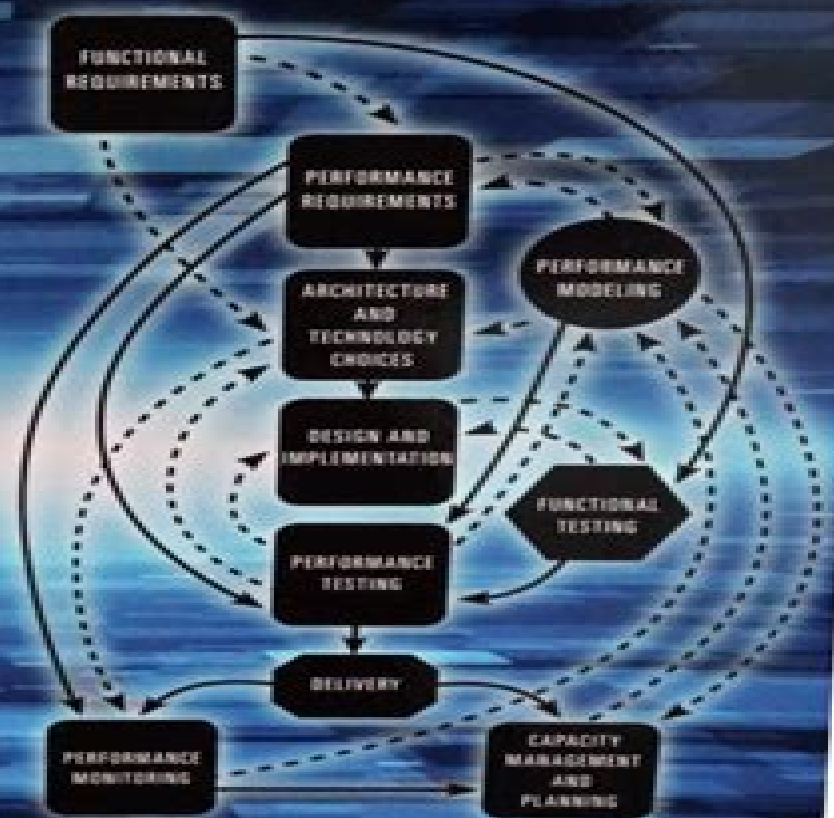 FUNCTIONAL
REQUIREMENTS
PERFORMANCE
REQUIREMENTS
PERFORMANCE
MODELING
ARCHITECTURE
AND
TECHNOLOGY
CHOICES
DESIGN AND
IMPLEMENTATION
FUNCTIONAL
TESTING
PERFORMANCE
TESTING
DELIVERY
PERFORMANCE
MONITORING
CAPACITY
MANAGEMENT
AND
PLANNING